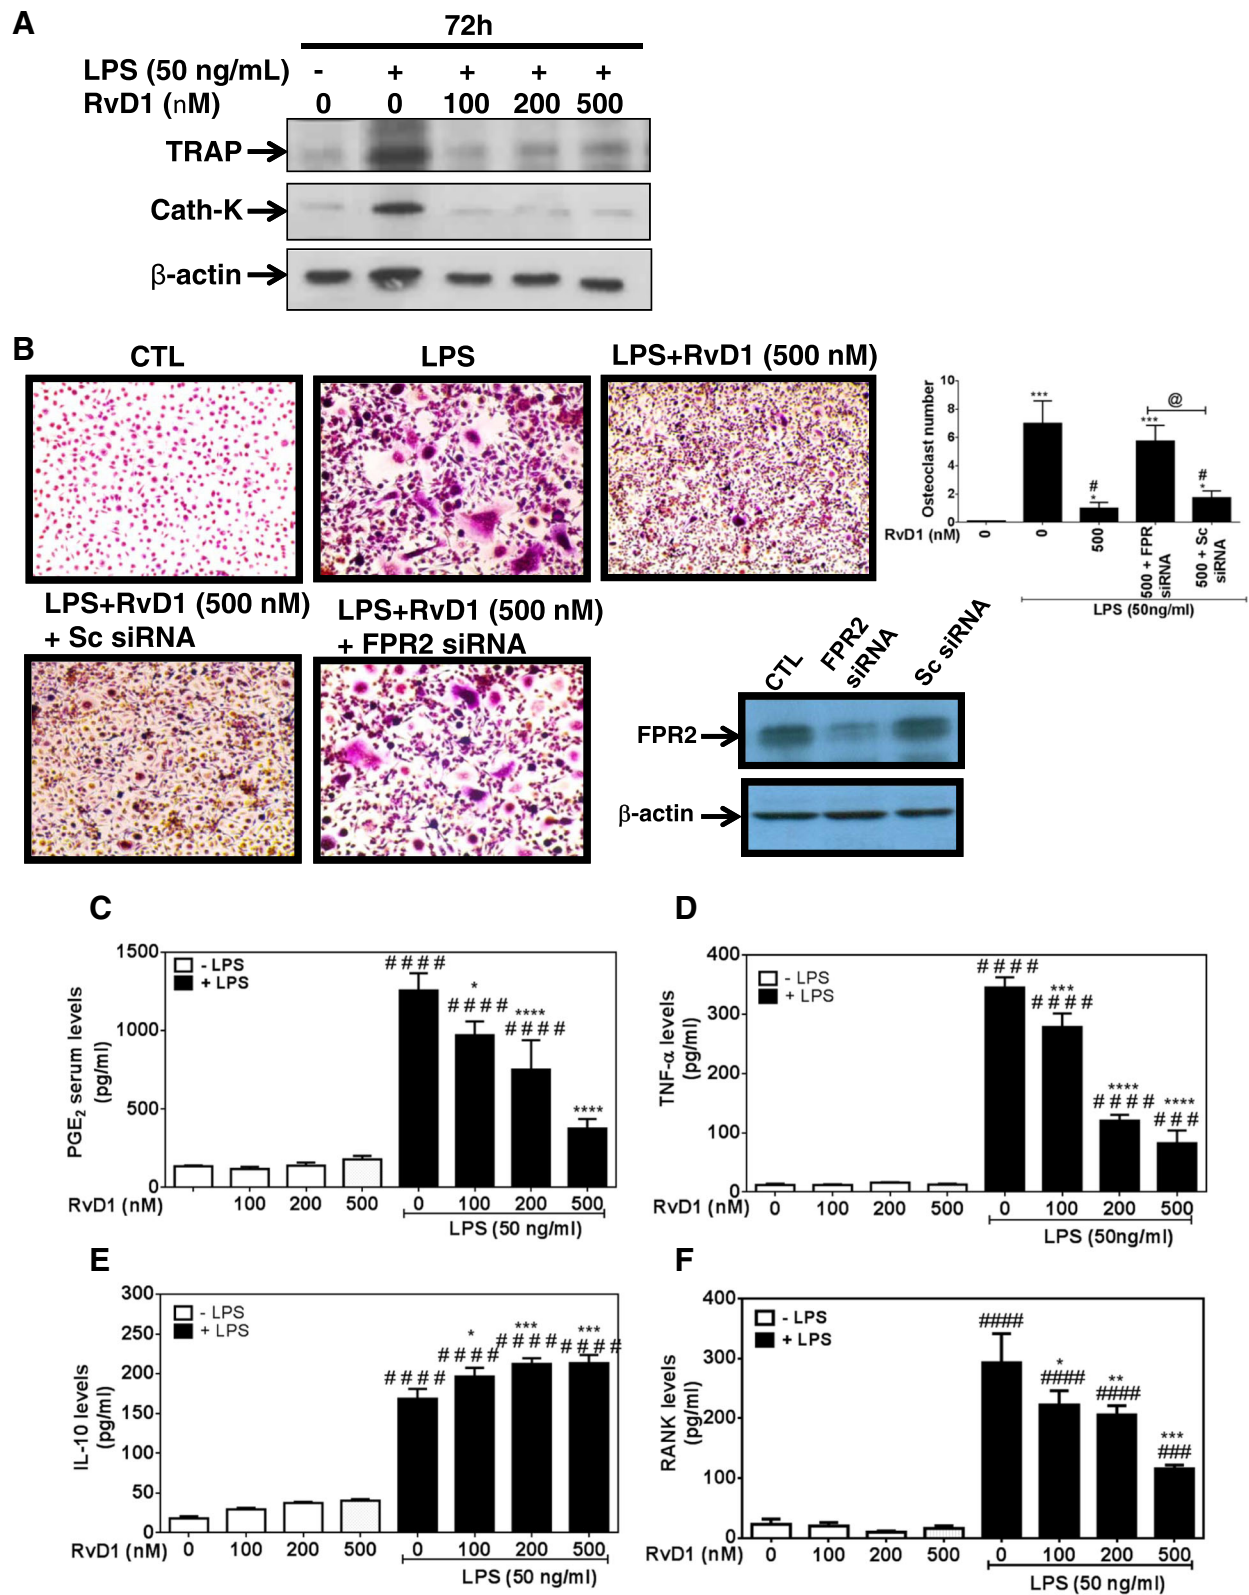 A
72h
LPS (50 ng/mL) - + + + +
RvD1 (nM) 0 0 100 200 500
TRAP
Cath-K
β-actin
B
CTL
LPS
LPS+RvD1 (500 nM)
Osteoclast number
10
8
6
4
2
0
***
#
*
***
@
#
*
RvD1 (nM)
0
0
500
500 + FPR
siRNA
500 + Sc
siRNA
LPS (50ng/ml)
LPS+RvD1 (500 nM)
+ Sc siRNA
LPS+RvD1 (500 nM)
+ FPR2 siRNA
CTL
FPR2
siRNA
Sc siRNA
FPR2
β-actin
C
PGE2 serum levels
(pg/ml)
1500
1000
500
0
- LPS
+ LPS
####
*
####
****
####
****
RvD1 (nM) 100 200 500 0 100 200 500
LPS (50 ng/ml)
D
TNF-α levels
(pg/ml)
400
300
200
100
0
- LPS
+ LPS
####
***
####
****
####
****
###
RvD1 (nM) 0 100 200 500 0 100 200 500
LPS (50ng/ml)
E
IL-10 levels
(pg/ml)
300
250
200
150
100
50
0
- LPS
+ LPS
####
*
####
***
####
***
####
RvD1 (nM) 0 100 200 500 0 100 200 500
LPS (50 ng/ml)
F
RANK levels
(pg/ml)
400
300
200
100
0
- LPS
+ LPS
####
*
####
**
####
***
###
RvD1 (nM) 0 100 200 500 0 100 200 500
LPS (50 ng/ml)